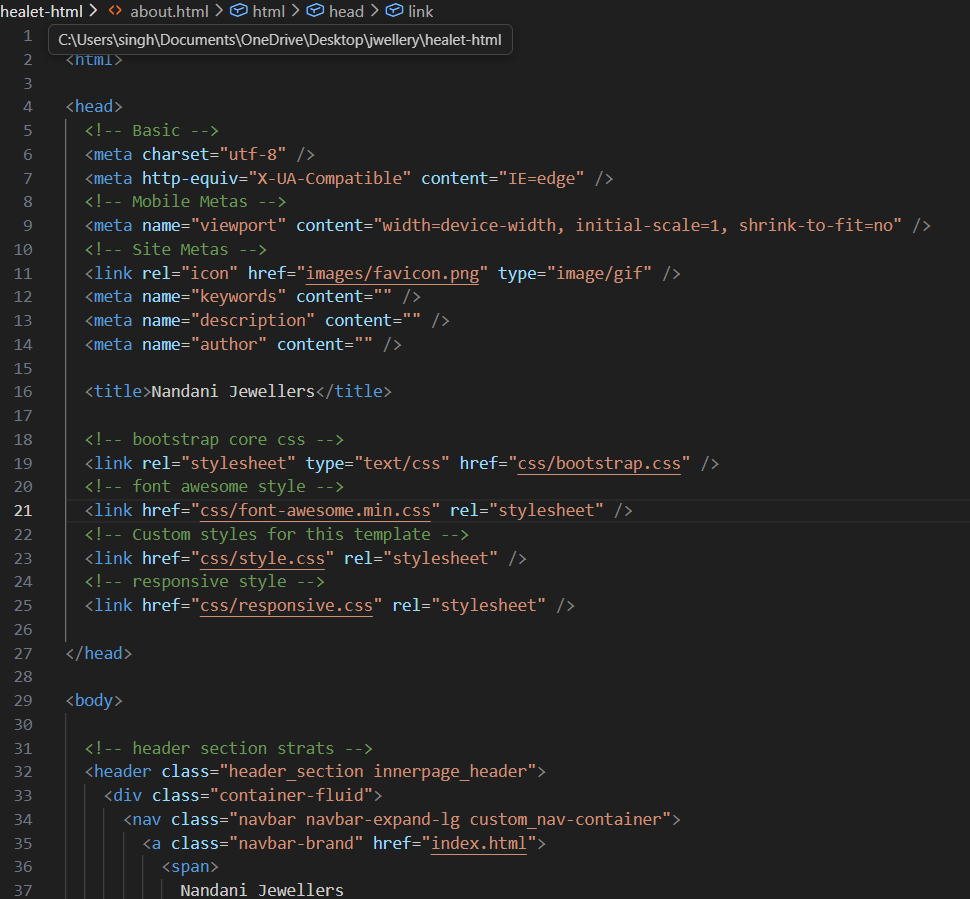 healet-html > <> about.html > html > head > link
1
C:\Users\singh\Documents\OneDrive\Desktop\jwellery\healet-html
2 <html>
3
4 <head>
5 <!-- Basic -->
6 <meta charset="utf-8" />
7 <meta http-equiv="X-UA-Compatible" content="IE=edge" />
8 <!-- Mobile Metas -->
9 <meta name="viewport" content="width=device-width, initial-scale=1, shrink-to-fit=no" />
10 <!-- Site Metas -->
11 <link rel="icon" href="images/favicon.png" type="image/gif" />
12 <meta name="keywords" content="" />
13 <meta name="description" content="" />
14 <meta name="author" content="" />
15
16 <title>Nandani Jewellers</title>
17
18 <!-- bootstrap core css -->
19 <link rel="stylesheet" type="text/css" href="css/bootstrap.css" />
20 <!-- font awesome style -->
21 <link href="css/font-awesome.min.css" rel="stylesheet" />
22 <!-- Custom styles for this template -->
23 <link href="css/style.css" rel="stylesheet" />
24 <!-- responsive style -->
25 <link href="css/responsive.css" rel="stylesheet" />
26
27 </head>
28
29 <body>
30
31 <!-- header section strats -->
32 <header class="header_section innerpage_header">
33 <div class="container-fluid">
34 <nav class="navbar navbar-expand-lg custom_nav-container">
35 <a class="navbar-brand" href="index.html">
36 <span>
37 Nandani Jewellers